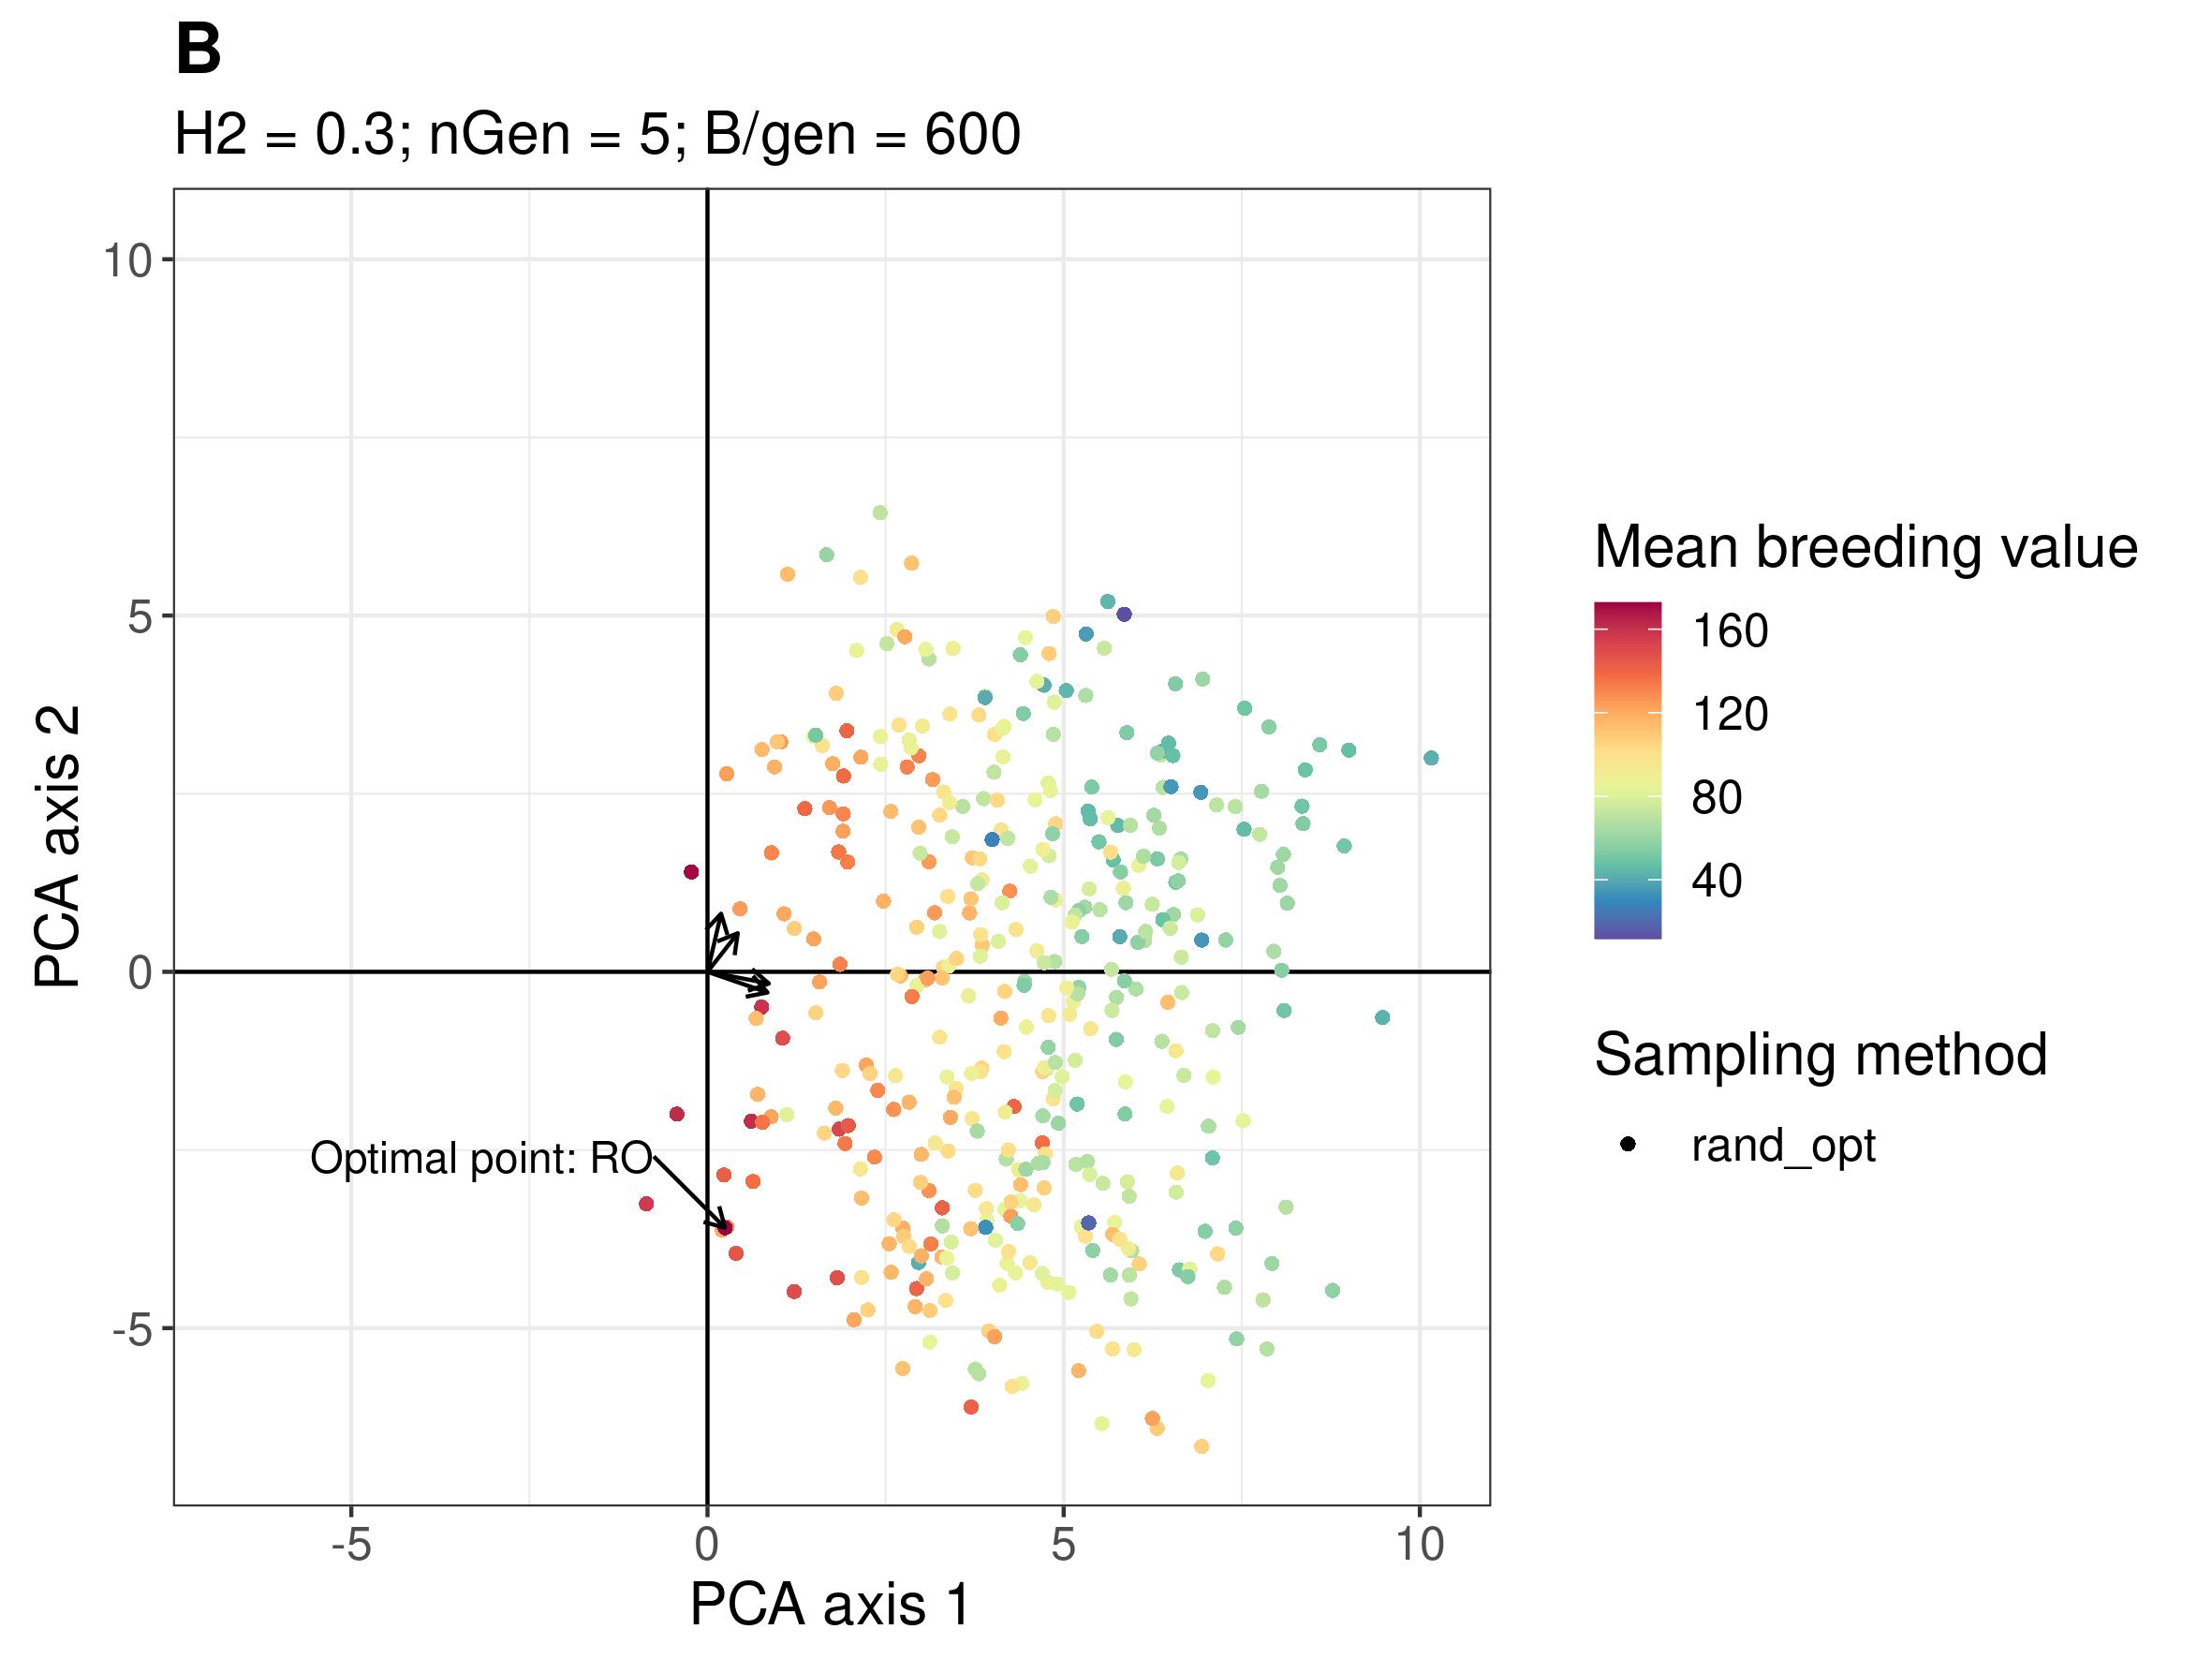 B
H2 = 0.3; nGen = 5; B/gen = 600
10
5
0
-5
PCA axis 2
Optimal point: RO
-5
0
5
10
PCA axis 1
Mean breeding value
160
120
80
40
Sampling method
rand_opt